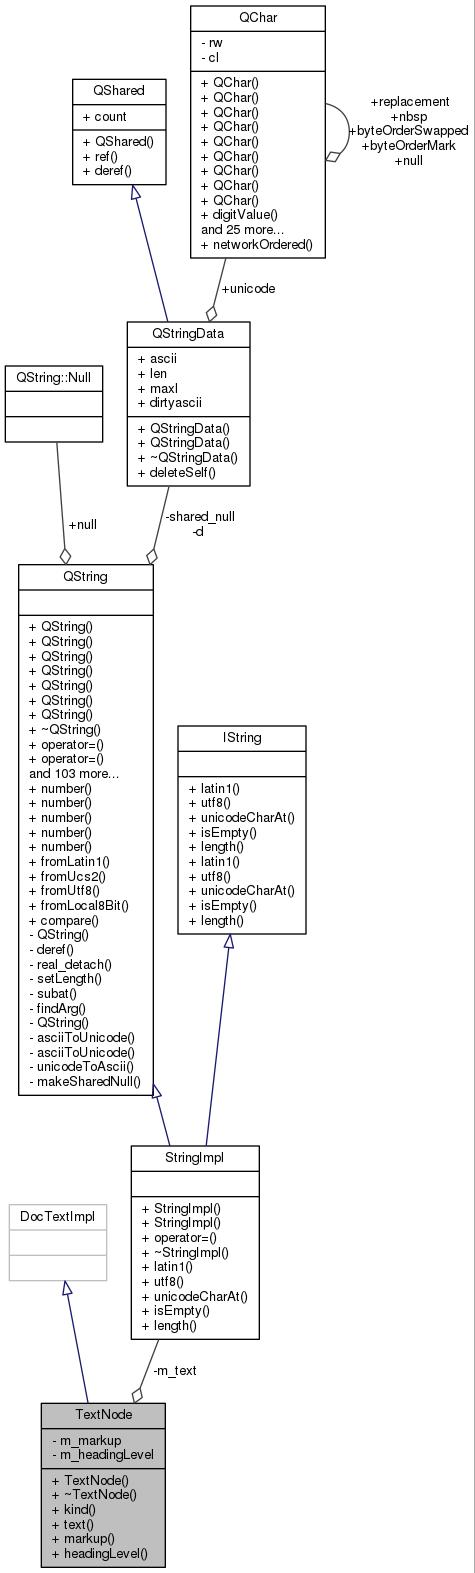 QChar
- rw
- cl
+ QChar()
+ QChar()
+ QChar()
+ QChar()
+ QChar()
+ QChar()
+ QChar()
+ QChar()
+ QChar()
+ digitValue()
and 25 more...
+ networkOrdered()
+replacement
+nbsp
+byteOrderSwapped
+byteOrderMark
+null
QShared
+ count
+ QShared()
+ ref()
+ deref()
+unicode
QStringData
+ ascii
+ len
+ maxl
+ dirtyascii
+ QStringData()
+ QStringData()
+ ~QStringData()
+ deleteSelf()
QString::Null
+null
-shared_null
-d
QString
+ QString()
+ QString()
+ QString()
+ QString()
+ QString()
+ QString()
+ QString()
+ ~QString()
+ operator=()
+ operator=()
and 103 more...
+ number()
+ number()
+ number()
+ number()
+ number()
+ fromLatin1()
+ fromUcs2()
+ fromUtf8()
+ fromLocal8Bit()
+ compare()
- QString()
- deref()
- real_detach()
- setLength()
- subat()
- findArg()
- QString()
- asciiToUnicode()
- asciiToUnicode()
- unicodeToAscii()
- makeSharedNull()
IString
+ latin1()
+ utf8()
+ unicodeCharAt()
+ isEmpty()
+ length()
+ latin1()
+ utf8()
+ unicodeCharAt()
+ isEmpty()
+ length()
StringImpl
+ StringImpl()
+ StringImpl()
+ operator=()
+ ~StringImpl()
+ latin1()
+ utf8()
+ unicodeCharAt()
+ isEmpty()
+ length()
DocTextImpl
-m_text
TextNode
- m_markup
- m_headingLevel
+ TextNode()
+ ~TextNode()
+ kind()
+ text()
+ markup()
+ headingLevel()